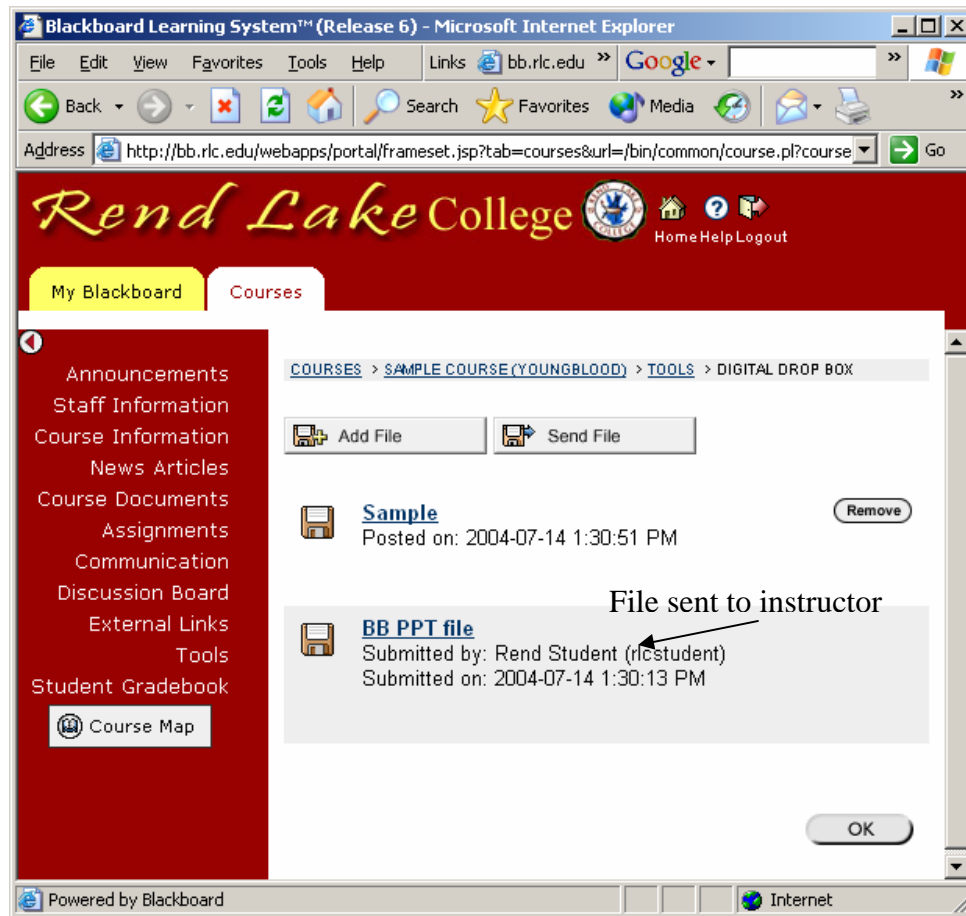 Blackboard Learning System™ (Release 6) - Microsoft Internet Explorer
File Edit View Favorites Tools Help Links bb.rlc.edu » Google »
Back Search Favorites Media »
Address http://bb.rlc.edu/webapps/portal/frameset.jsp?tab=courses&url=/bin/common/course.pl?course Go
Rend Lake College
Home Help Logout
My Blackboard Courses
COURSES > SAMPLE COURSE (YOUNGBLOOD) > TOOLS > DIGITAL DROP BOX
Announcements
Staff Information
Course Information
News Articles
Course Documents
Assignments
Communication
Discussion Board
External Links
Tools
Student Gradebook
Course Map
Add File Send File
Sample Remove
Posted on: 2004-07-14 1:30:51 PM
File sent to instructor
BB PPT file
Submitted by: Rend Student (rlcstudent)
Submitted on: 2004-07-14 1:30:13 PM
OK
Powered by Blackboard Internet